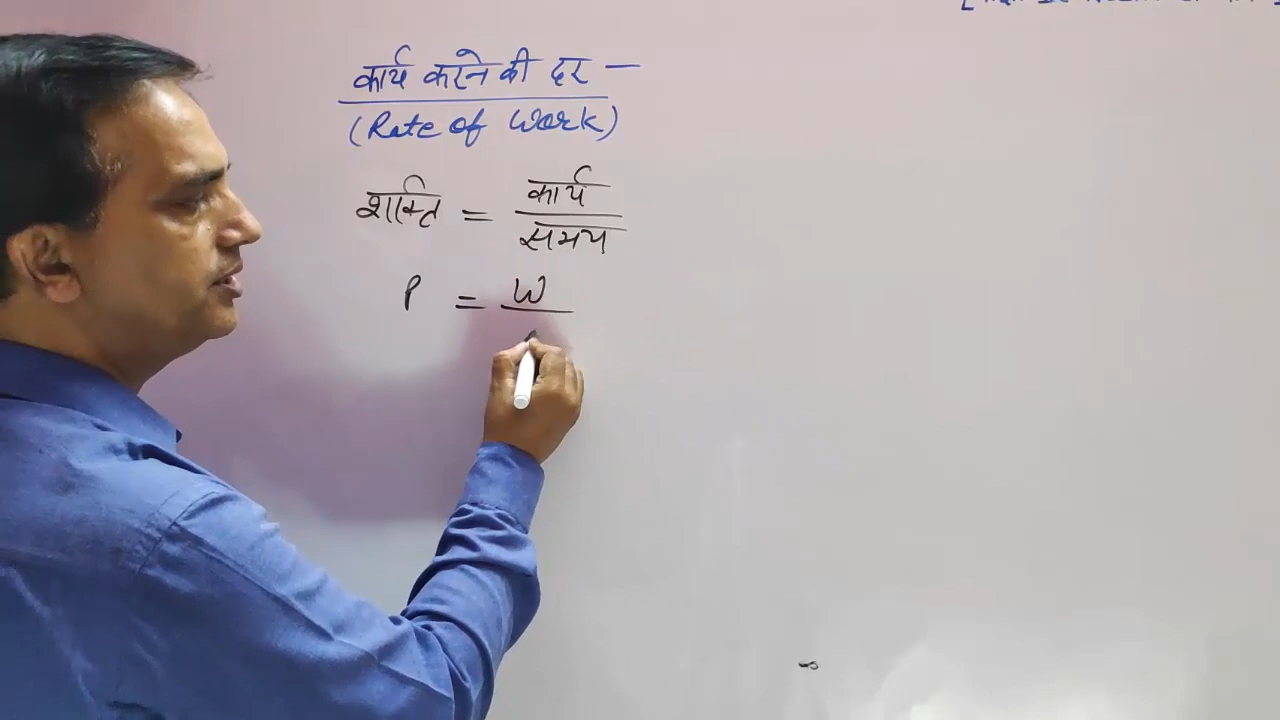 कार्य करने की दर —
(Rate of Work)
शक्ति = कार्य / समय
P = W